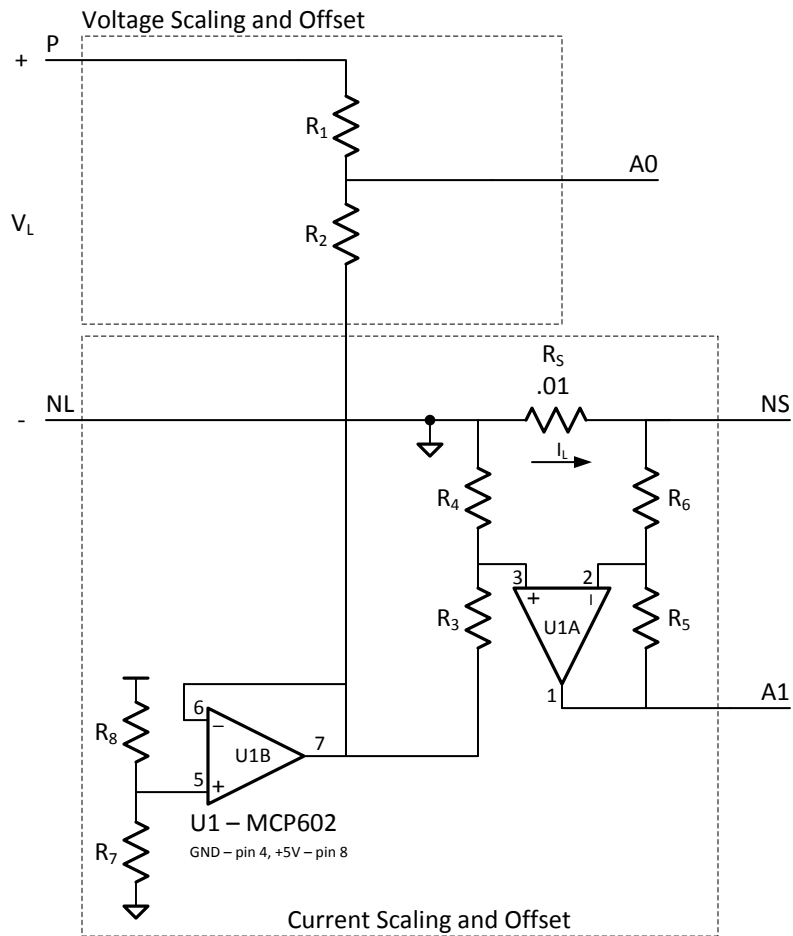 Voltage Scaling and Offset
P
+
R1
A0
VL
R2
RS
.01
NL
NS
-
IL
R4
R6
3
2
+
–
U1A
R3
R5
1
A1
6
–
R8
U1B
7
5
+
U1 – MCP602
R7
GND – pin 4, +5V – pin 8
Current Scaling and Offset